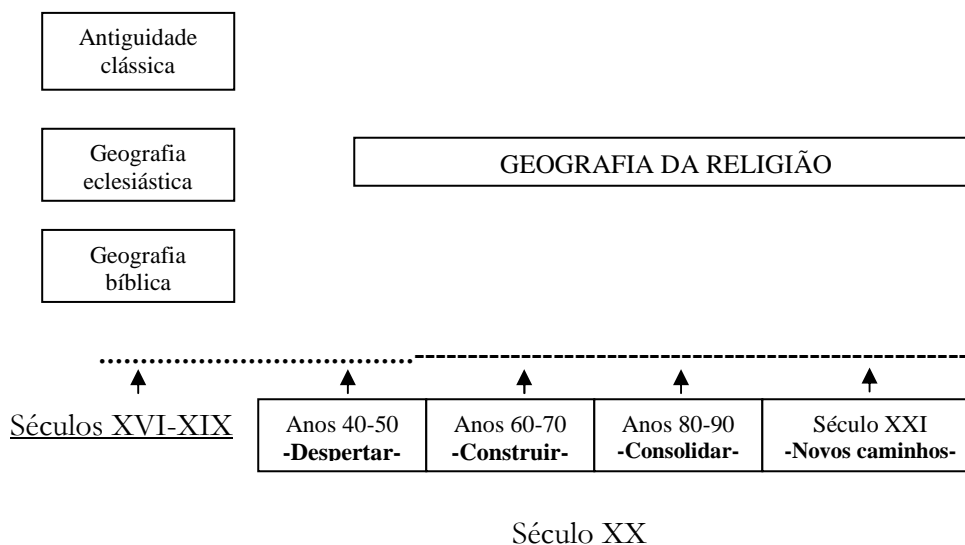 Antiguidade
clássica
Geografia
eclesiástica
GEOGRAFIA DA RELIGIÃO
Geografia
bíblica
Séculos XVI-XIX
Anos 40-50
-Despertar-
Anos 60-70
-Construir-
Anos 80-90
-Consolidar-
Século XXI
-Novos caminhos-
Século XX